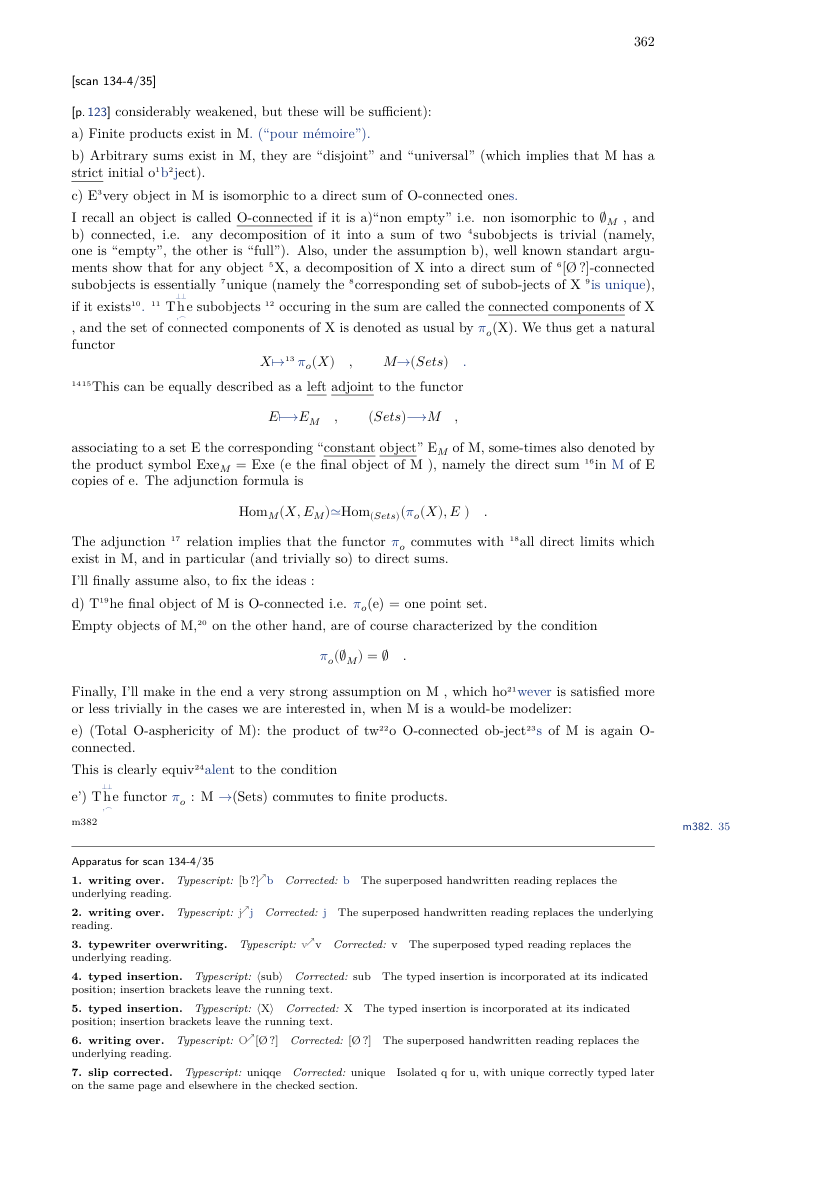 362
[scan 134-4/35]
[p. 123] considerably weakened, but these will be sufficient):
a) Finite products exist in M. (“pour mémoire”).
b) Arbitrary sums exist in M, they are “disjoint” and “universal” (which implies that M has a
strict initial o¹b²ject).
c) E³very object in M is isomorphic to a direct sum of O-connected ones.
I recall an object is called O-connected if it is a)“non empty” i.e. non isomorphic to ∅_M , and
b) connected, i.e. any decomposition of it into a sum of two ⁴subobjects is trivial (namely,
one is “empty”, the other is “full”). Also, under the assumption b), well known standart argu-
ments show that for any object ⁵X, a decomposition of X into a direct sum of ⁶[Ø ?]-connected
subobjects is essentially ⁷unique (namely the ⁸corresponding set of subob-jects of X ⁹is unique),
if it exists¹⁰. ¹¹ The subobjects ¹² occuring in the sum are called the connected components of X
, and the set of connected components of X is denoted as usual by π_o(X). We thus get a natural
functor
X↦¹³ π_o(X) , M→(Sets) .
¹⁴¹⁵This can be equally described as a left adjoint to the functor
E⟼E_M , (Sets)⟶M ,
associating to a set E the corresponding “constant object” E_M of M, some-times also denoted by
the product symbol Exe_M = Exe (e the final object of M ), namely the direct sum ¹⁶in M of E
copies of e. The adjunction formula is
Hom_M(X, E_M)≃Hom_(Sets)(π_o(X), E ) .
The adjunction ¹⁷ relation implies that the functor π_o commutes with ¹⁸all direct limits which
exist in M, and in particular (and trivially so) to direct sums.
I’ll finally assume also, to fix the ideas :
d) T¹⁹he final object of M is O-connected i.e. π_o(e) = one point set.
Empty objects of M,²⁰ on the other hand, are of course characterized by the condition
π_o(∅_M) = ∅ .
Finally, I’ll make in the end a very strong assumption on M , which ho²¹wever is satisfied more
or less trivially in the cases we are interested in, when M is a would-be modelizer:
e) (Total O-asphericity of M): the product of tw²²o O-connected ob-ject²³s of M is again O-
connected.
This is clearly equiv²⁴alent to the condition
e’) The functor π_o : M →(Sets) commutes to finite products.
m382
m382. 35
Apparatus for scan 134-4/35
1. writing over. Typescript: [b ?]↗b Corrected: b The superposed handwritten reading replaces the
underlying reading.
2. writing over. Typescript: j↗j Corrected: j The superposed handwritten reading replaces the underlying
reading.
3. typewriter overwriting. Typescript: v↗v Corrected: v The superposed typed reading replaces the
underlying reading.
4. typed insertion. Typescript: ⟨sub⟩ Corrected: sub The typed insertion is incorporated at its indicated
position; insertion brackets leave the running text.
5. typed insertion. Typescript: ⟨X⟩ Corrected: X The typed insertion is incorporated at its indicated
position; insertion brackets leave the running text.
6. writing over. Typescript: O↗[Ø ?] Corrected: [Ø ?] The superposed handwritten reading replaces the
underlying reading.
7. slip corrected. Typescript: uniqqe Corrected: unique Isolated q for u, with unique correctly typed later
on the same page and elsewhere in the checked section.